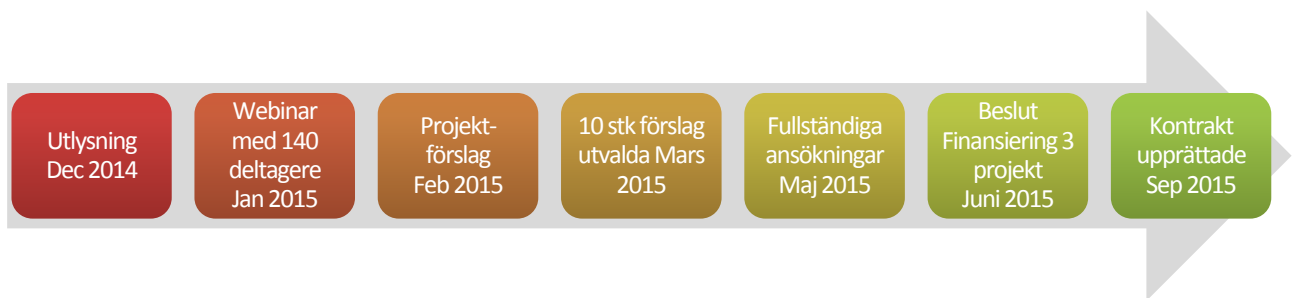 Utlysning
Dec 2014
Webinar
med 140
deltagere
Jan 2015
Projekt-
förslag
Feb 2015
10 stk förslag
utvalda Mars
2015
Fullständiga
ansökningar
Maj 2015
Beslut
Finansiering 3
projekt
Juni 2015
Kontrakt
upprättade
Sep 2015